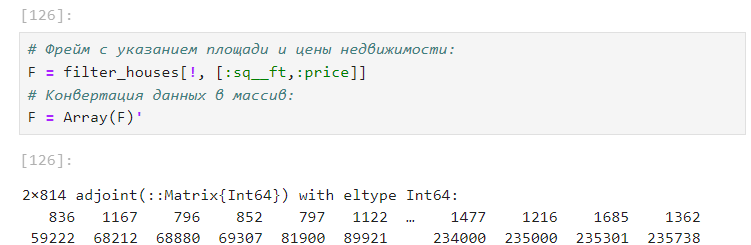 [126]:
# Фрейм с указанием площади и цены недвижимости:
F = filter_houses[!, [:sq__ft,:price]]
# Конвертация данных в массив:
F = Array(F)'
[126]:
2×814 adjoint(::Matrix{Int64}) with eltype Int64:
836 1167 796 852 797 1122 … 1477 1216 1685 1362
59222 68212 68880 69307 81900 89921 234000 235000 235301 235738